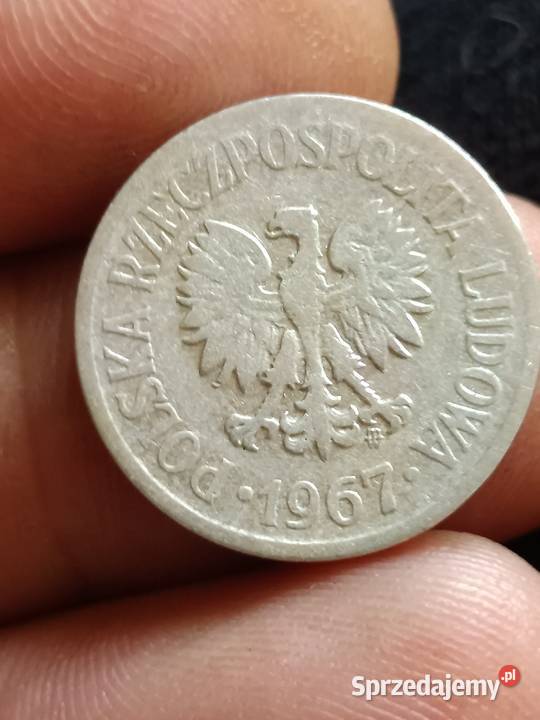 POLSKA RZECZPOSPOLITA LUDOWA
· 1967 ·
Sprzedajemy.pl